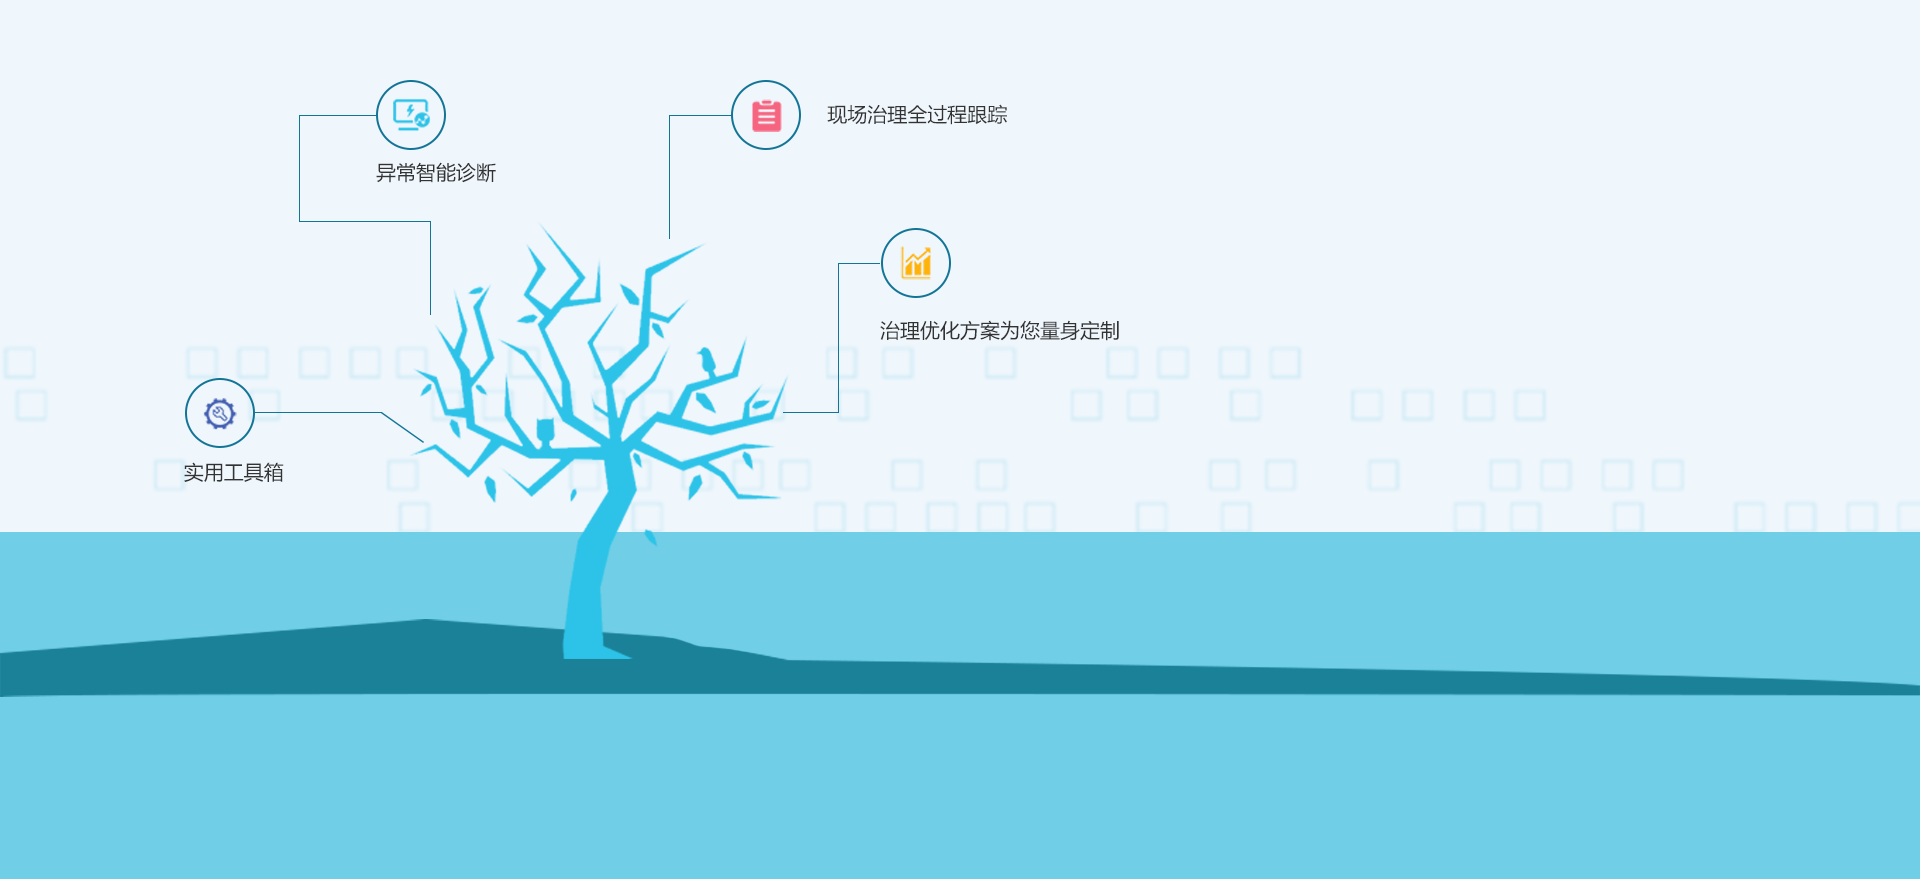 现场治理全过程跟踪
异常智能诊断
治理优化方案为您量身定制
实用工具箱